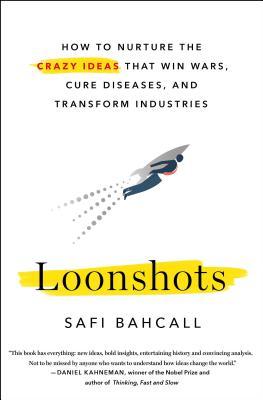 HOW TO NURTURE THE
CRAZY IDEAS THAT WIN WARS,
CURE DISEASES, AND
TRANSFORM INDUSTRIES
Loonshots
SAFI BAHCALL
"This book has everything: new ideas, bold insights, entertaining history and convincing analysis.
Not to be missed by anyone who wants to understand how ideas change the world."
—DANIEL KAHNEMAN, winner of the Nobel Prize and
author of Thinking, Fast and Slow